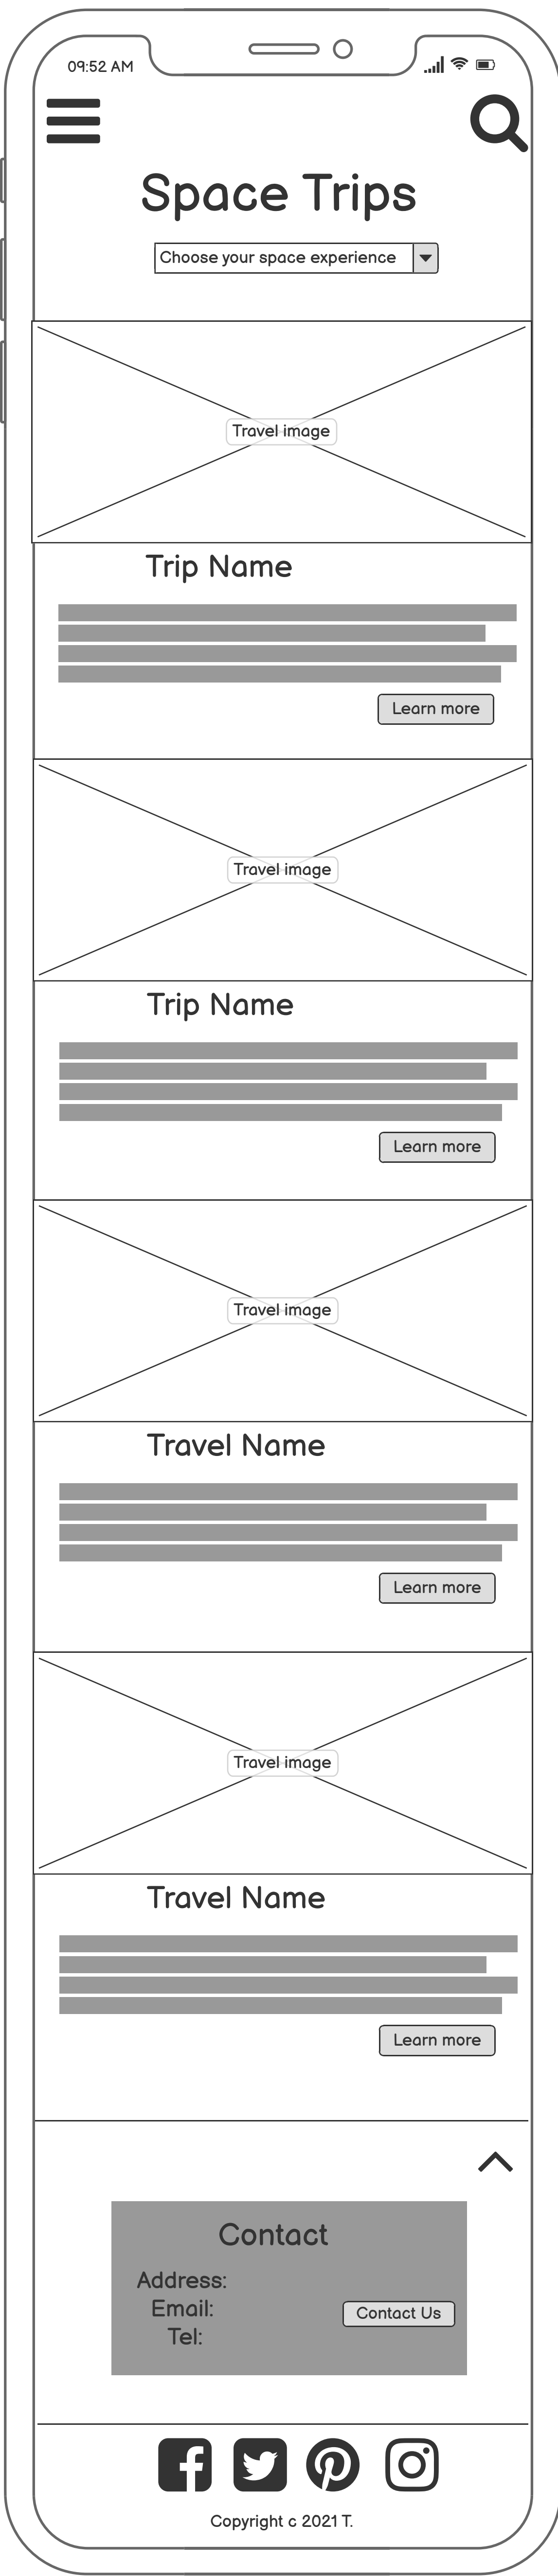 09:52 AM
Space Trips
Choose your space experience
Travel image
Trip Name
Learn more
Travel image
Trip Name
Learn more
Travel image
Travel Name
Learn more
Travel image
Travel Name
Learn more
Contact
Address:
Email:
Contact Us
Tel:
Copyright c 2021 T.